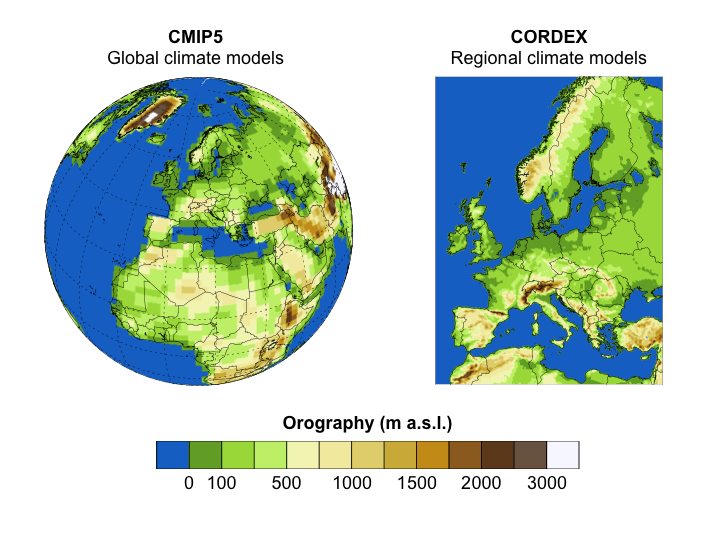 CMIP5
Global climate models
CORDEX
Regional climate models
Orography (m a.s.l.)
0 100 500 1000 1500 2000 3000